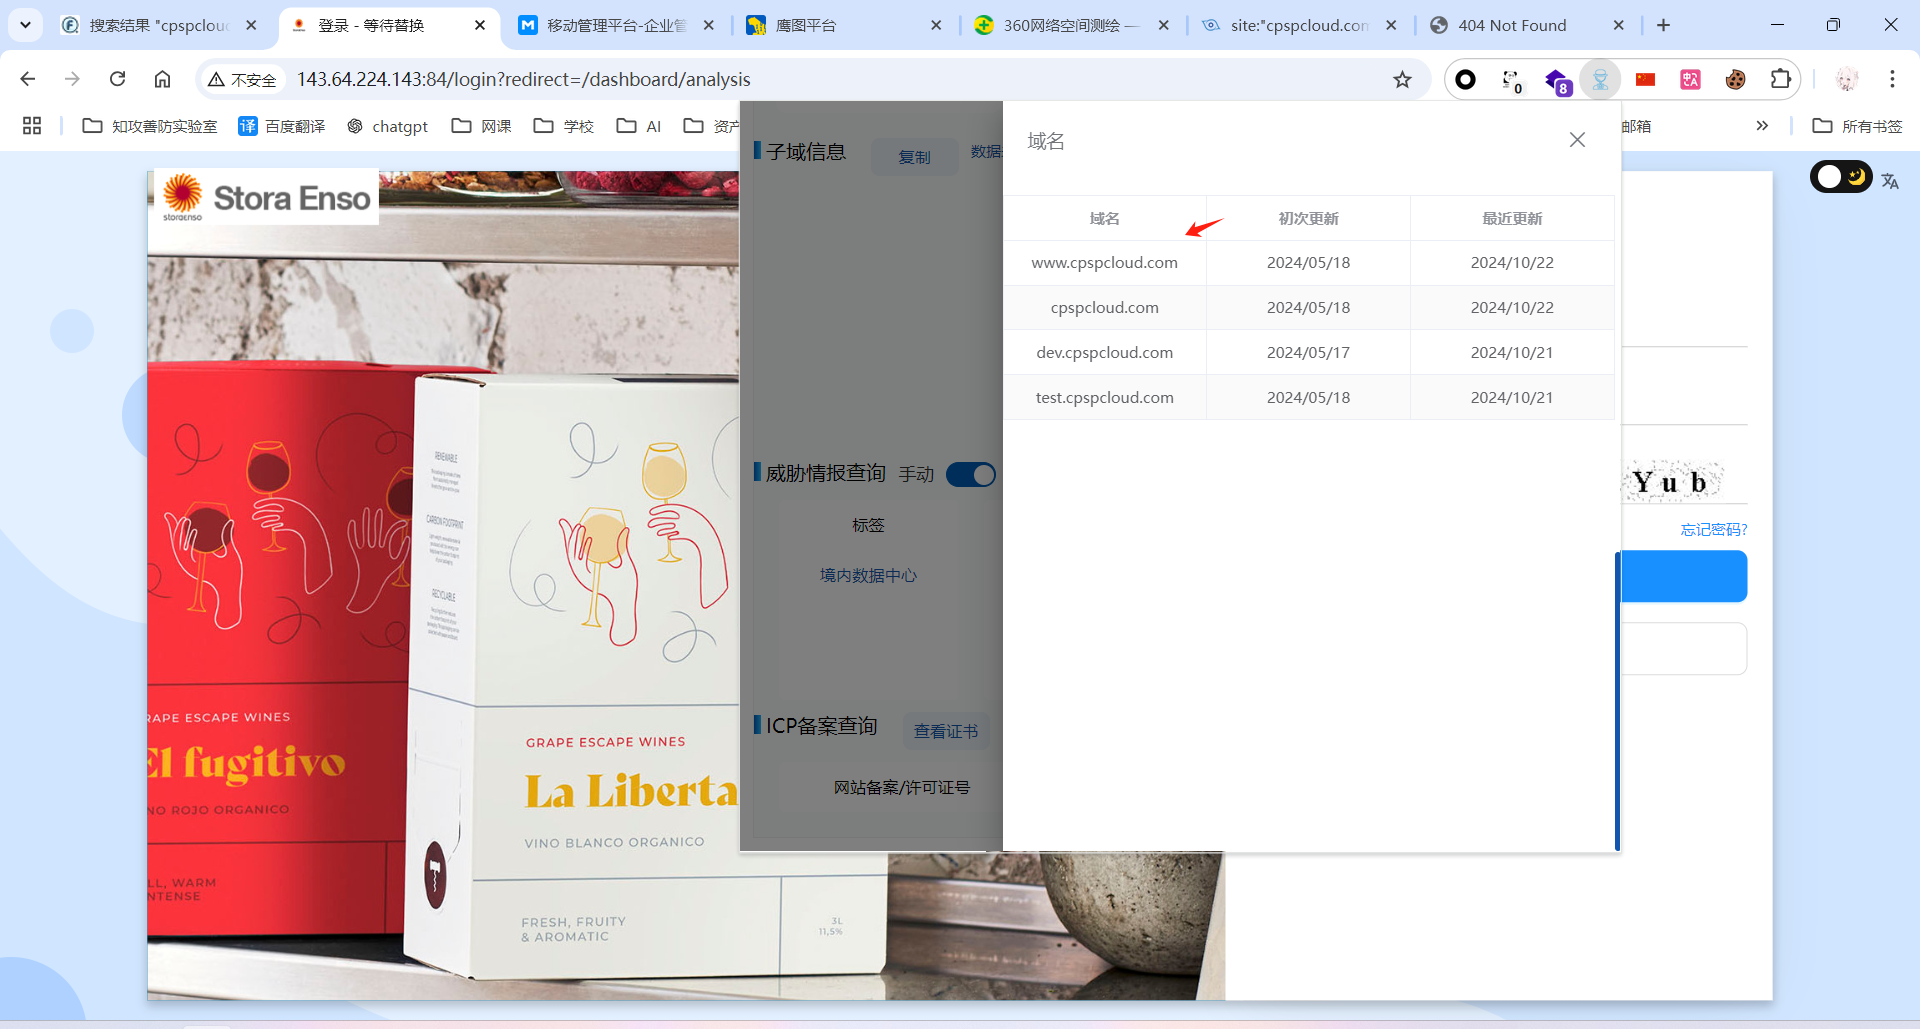 搜索结果 "cpspclou
登录 - 等待替换
移动管理平台-企业管
鹰图平台
360网络空间测绘 —
site:"cpspcloud.con
404 Not Found
不安全
143.64.224.143:84/login?redirect=/dashboard/analysis
0
8
知攻善防实验室
译 百度翻译
chatgpt
网课
学校
AI
资产
邮箱
所有书签
storaenso
Stora Enso
子域信息
复制
数据
域名
域名
初次更新
最近更新
www.cpspcloud.com
2024/05/18
2024/10/22
cpspcloud.com
2024/05/18
2024/10/22
dev.cpspcloud.com
2024/05/17
2024/10/21
test.cpspcloud.com
2024/05/18
2024/10/21
威胁情报查询
手动
标签
境内数据中心
ICP备案查询
查看证书
网站备案/许可证号
Y u b
忘记密码?
RENEWABLE
CARBON FOOTPRINT
RECYCLABLE
RAPE ESCAPE WINES
El fugitivo
NO ROJO ORGANICO
LL, WARM
NTENSE
GRAPE ESCAPE WINES
La Liberta
VINO BLANCO ORGANICO
FRESH, FRUITY
& AROMATIC
3L
11,5%